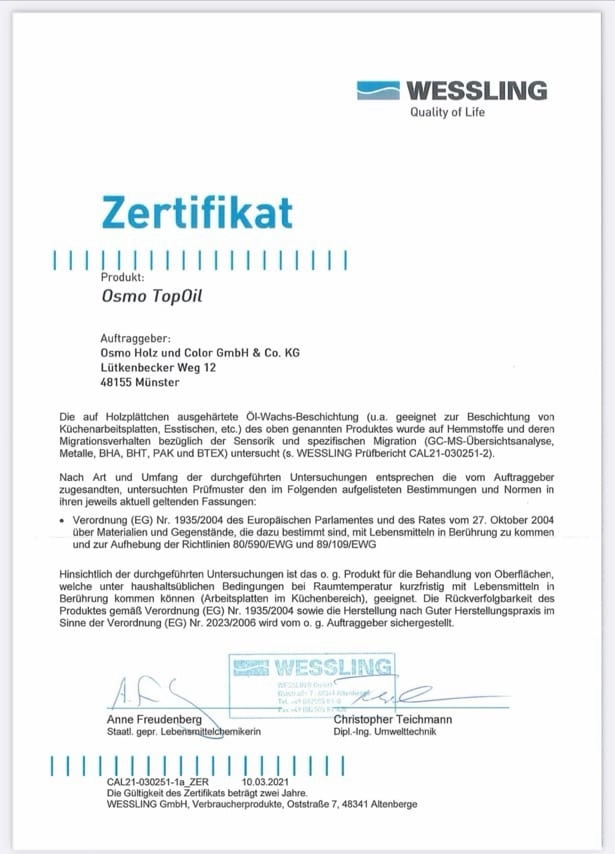 WESSLING
Quality of Life
Zertifikat
Produkt:
Osmo TopOil
Auftraggeber:
Osmo Holz und Color GmbH & Co. KG
Lütkenbecker Weg 12
48155 Münster
Die auf Holzplättchen ausgehärtete Öl-Wachs-Beschichtung (u.a. geeignet zur Beschichtung von
Küchenarbeitsplatten, Esstischen, etc.) des oben genannten Produktes wurde auf Hemmstoffe und deren
Migrationsverhalten bezüglich der Sensorik und spezifischen Migration (GC-MS-Übersichtsanalyse,
Metalle, BHA, BHT, PAK und BTEX) untersucht (s. WESSLING Prüfbericht CAL21-030251-2).
Nach Art und Umfang der durchgeführten Untersuchungen entsprechen die vom Auftraggeber
zugesandten, untersuchten Prüfmuster den im Folgenden aufgelisteten Bestimmungen und Normen in
ihren jeweils aktuell geltenden Fassungen:
• Verordnung (EG) Nr. 1935/2004 des Europäischen Parlamentes und des Rates vom 27. Oktober 2004
über Materialien und Gegenstände, die dazu bestimmt sind, mit Lebensmitteln in Berührung zu kommen
und zur Aufhebung der Richtlinien 80/590/EWG und 89/109/EWG
Hinsichtlich der durchgeführten Untersuchungen ist das o. g. Produkt für die Behandlung von Oberflächen,
welche unter haushaltsüblichen Bedingungen bei Raumtemperatur kurzfristig mit Lebensmitteln in
Berührung kommen können (Arbeitsplatten im Küchenbereich), geeignet. Die Rückverfolgbarkeit des
Produktes gemäß Verordnung (EG) Nr. 1935/2004 sowie die Herstellung nach Guter Herstellungspraxis im
Sinne der Verordnung (EG) Nr. 2023/2006 wird vom o. g. Auftraggeber sichergestellt.
WESSLING
WESSLING GmbH
Anne Freudenberg
Christopher Teichmann
Staatl. gepr. Lebensmittelchemikerin
Dipl.-Ing. Umwelttechnik
CAL21-030251-1a_ZER 10.03.2021
Die Gültigkeit des Zertifikats beträgt zwei Jahre.
WESSLING GmbH, Verbraucherprodukte, Oststraße 7, 48341 Altenberge